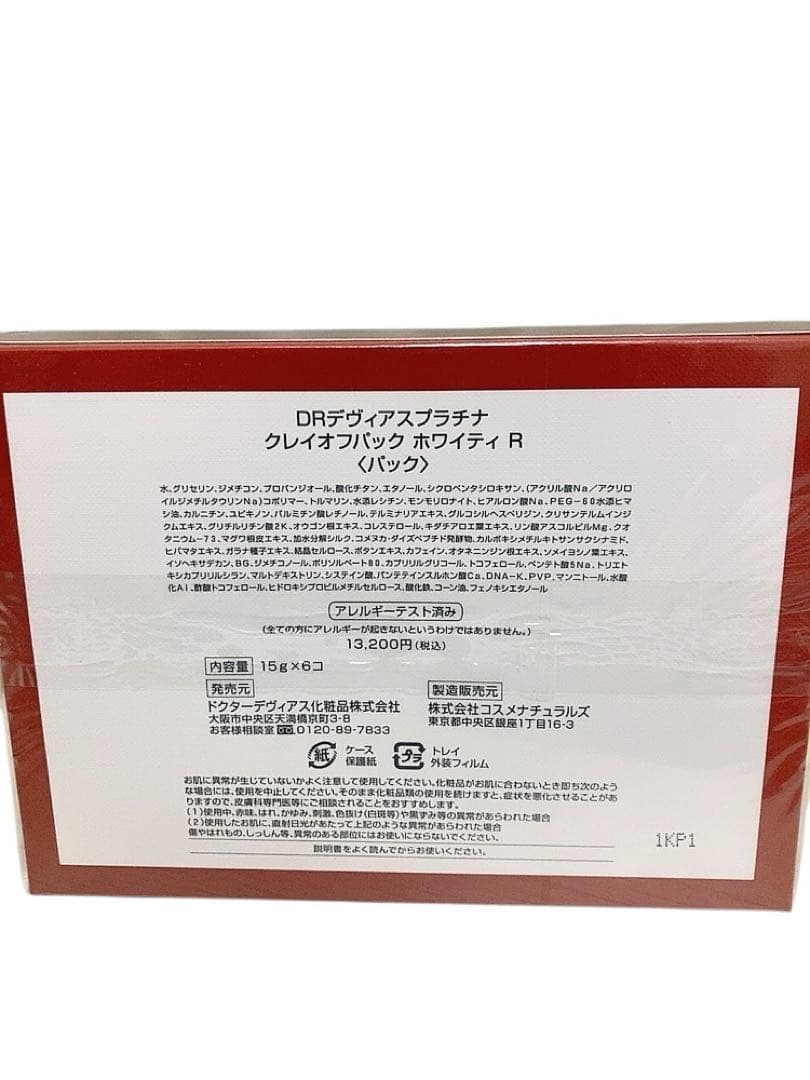 DRデヴィアスプラチナ
クレイオフパック ホワイティ R
〈パック〉
水、グリセリン、ジメチコン、プロパンジオール、酸化チタン、エタノール、シクロペンタシロキサン、(アクリル酸Na/アクリロ
イルジメチルタウリンNa)コポリマー、トルマリン、水添レシチン、モンモリロナイト、ヒアルロン酸Na、PEG-60水添ヒマ
シ油、カルニチン、ユビキノン、パルミチン酸レチノール、テルミナリアエキス、グルコシルヘスペリジン、クリサンテルムインジ
クムエキス、グリチルリチン酸2K、オウゴン根エキス、コレステロール、キダチアロエ葉エキス、リン酸アスコルビルMg、クオ
タニウム-73、マグワ根皮エキス、加水分解シルク、コメヌカ・ダイズペプチド発酵物、カルボキシメチルキトサンサクシナミド、
ヒバマタエキス、ガラナ種子エキス、結晶セルロース、ボタンエキス、カフェイン、オタネニンジン根エキス、ソメイヨシノ葉エキス、
イソヘキサデカン、BG、ジメチコノール、ポリソルベート80、カプリリルグリコール、トコフェロール、ペンテト酸5Na、トリエト
キシカプリリルシラン、マルトデキストリン、システイン酸、パンテテインスルホン酸Ca、DNA-K、PVP、マンニトール、水酸
化Al、酢酸トコフェロール、ヒドロキシプロピルメチルセルロース、酸化鉄、コーン油、フェノキシエタノール
アレルギーテスト済み
(全ての方にアレルギーが起きないというわけではありません。)
13,200円(税込)
内容量 15g×6コ
発売元
ドクターデヴィアス化粧品株式会社
大阪市中央区天満橋京町3-8
お客様相談室 0120-89-7833
製造販売元
株式会社コスメナチュラルズ
東京都中央区銀座1丁目16-3
紙 ケース
保護紙
プラ トレイ
外装フィルム
お肌に異常が生じていないかよく注意して使用してください。化粧品がお肌に合わないとき即ち次のよう
な場合には、使用を中止してください。そのまま化粧品類の使用を続けますと、症状を悪化させることがあ
りますので、皮膚科専門医等にご相談されることをおすすめします。
(1)使用中、赤味、はれ、かゆみ、刺激、色抜け(白斑等)や黒ずみ等の異常があらわれた場合
(2)使用したお肌に、直射日光があたって上記のような異常があらわれた場合
傷やはれもの、しっしん等、異常のある部位にはお使いにならないでください。
説明書をよく読んでからお使いください。
1KP1